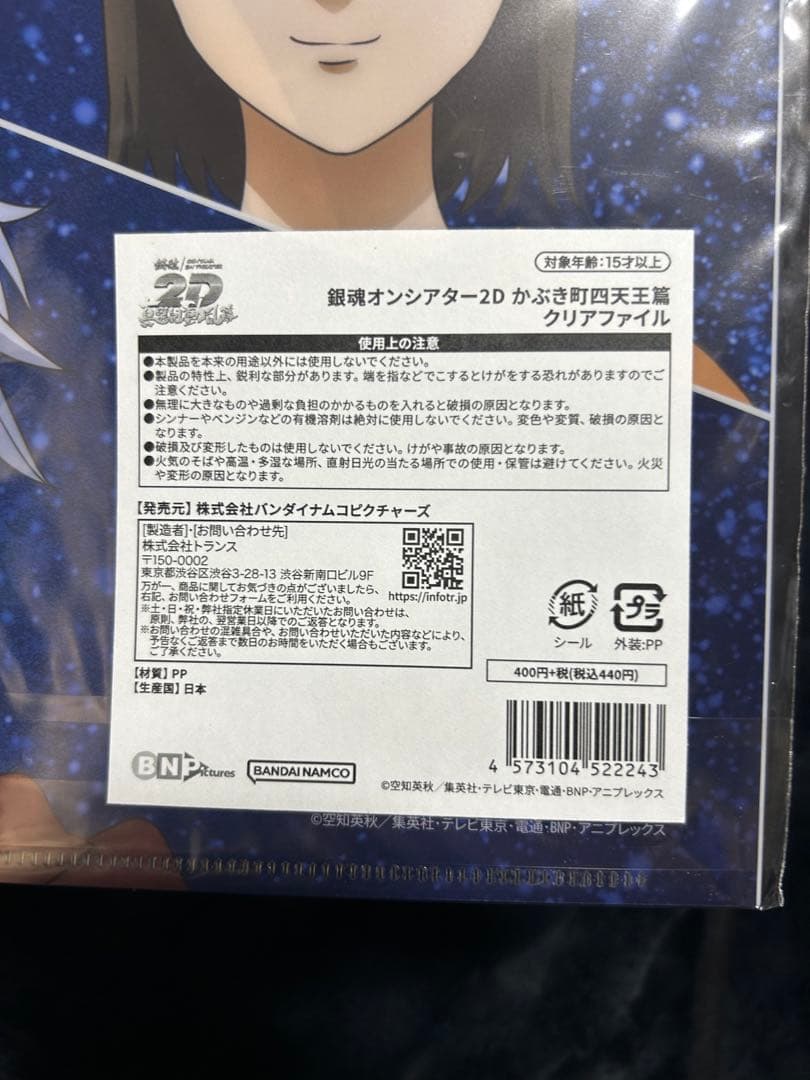 対象年齢:15才以上
2D
銀魂オンシアター2D かぶき町四天王篇
クリアファイル
使用上の注意
●本製品を本来の用途以外には使用しないでください。
●製品の特性上、鋭利な部分があります。端を指などでこするとけがをする恐れがありますのでご
注意ください。
●無理に大きなものや過剰な負担のかかるものを入れると破損の原因となります。
●シンナーやベンジンなどの有機溶剤は絶対に使用しないでください。変色や変質、破損の原因と
なります。
●破損及び変形したものは使用しないでください。けがや事故の原因となります。
●火気のそばや高温・多湿な場所、直射日光の当たる場所での使用・保管は避けてください。火災
や変形の原因となります。
【発売元】株式会社バンダイナムコピクチャーズ
[製造者]・[お問い合わせ先]
株式会社トランス
〒150-0002
東京都渋谷区渋谷3-28-13 渋谷新南口ビル9F
万が一、商品に関してお気づきの点がございましたら、
右記、お問い合わせフォームをご利用ください。
※土・日・祝・弊社指定休業日にいただいたお問い合わせは、
原則、弊社の、翌営業日以降でのご返答となります。
※お問い合わせの混雑具合や、お問い合わせいただいた内容などにより、
予告なくご返答まで数日のお時間をいただく場合もございます。
ご了承ください。
https://infotr.jp
紙
シール
プラ
外装:PP
【材質】PP
【生産国】日本
400円+税(税込440円)
4 573104 522243
BNPictures
BANDAI NAMCO
©空知英秋/集英社・テレビ東京・電通・BNP・アニプレックス
©空知英秋/集英社・テレビ東京・電通・BNP・アニプレックス